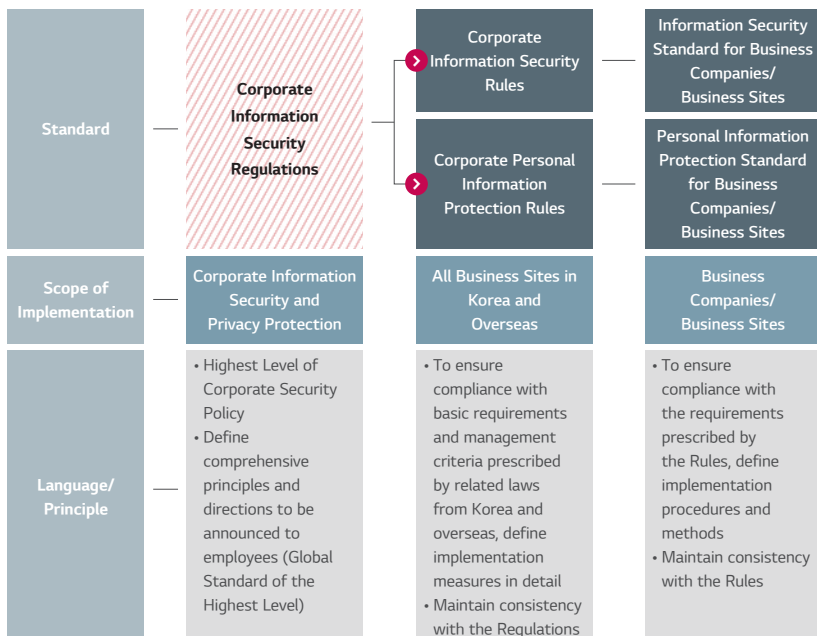 Standard
Corporate
Information
Security
Regulations
Corporate
Information Security
Rules
Information Security
Standard for Business
Companies/
Business Sites
Corporate Personal
Information
Protection Rules
Personal Information
Protection Standard
for Business
Companies/
Business Sites
Scope of
Implementation
Corporate Information
Security and
Privacy Protection
All Business Sites in
Korea and
Overseas
Business
Companies/
Business Sites
Language/
Principle
• Highest Level of
Corporate Security
Policy
• Define
comprehensive
principles and
directions to be
announced to
employees (Global
Standard of the
Highest Level)
• To ensure
compliance with
basic requirements
and management
criteria prescribed
by related laws
from Korea and
overseas, define
implementation
measures in detail
• Maintain consistency
with the Regulations
• To ensure
compliance with
the requirements
prescribed by
the Rules, define
implementation
procedures and
methods
• Maintain consistency
with the Rules